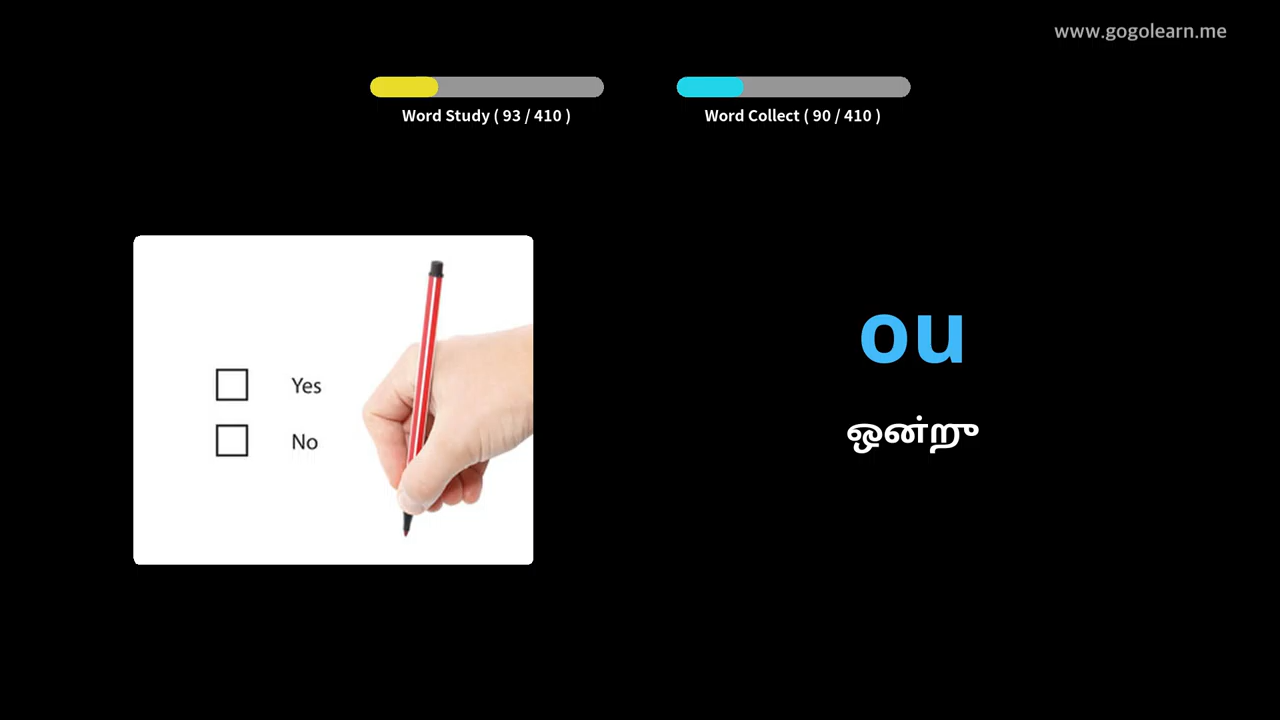 www.gogolearn.me
Word Study ( 93 / 410 )
Word Collect ( 90 / 410 )
Yes
No
ou
ஒன்று